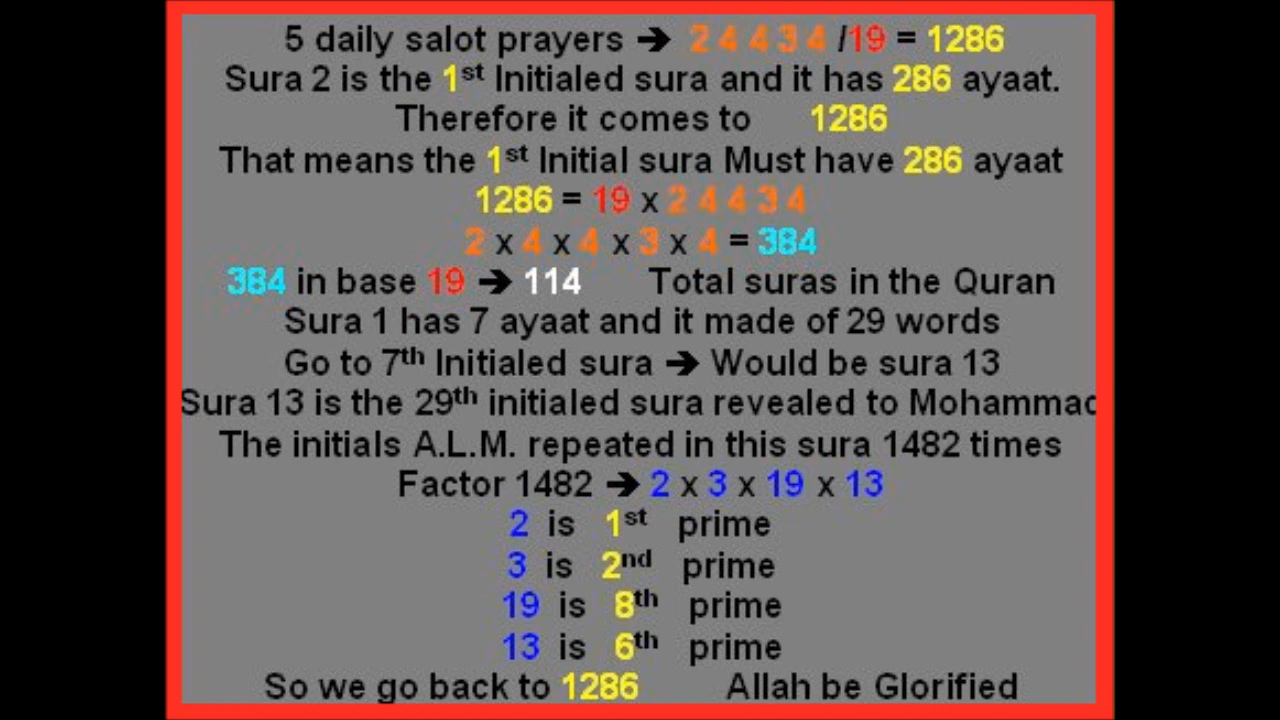 5 daily salot prayers ➔ 2 4 4 3 4 /19 = 1286
Sura 2 is the 1st Initialed sura and it has 286 ayaat.
Therefore it comes to 1286
That means the 1st Initial sura Must have 286 ayaat
1286 = 19 x 2 4 4 3 4
2 x 4 x 4 x 3 x 4 = 384
384 in base 19 ➔ 114 Total suras in the Quran
Sura 1 has 7 ayaat and it made of 29 words
Go to 7th Initialed sura ➔ Would be sura 13
Sura 13 is the 29th initialed sura revealed to Mohammad
The initials A.L.M. repeated in this sura 1482 times
Factor 1482 ➔ 2 x 3 x 19 x 13
2 is 1st prime
3 is 2nd prime
19 is 8th prime
13 is 6th prime
So we go back to 1286 Allah be Glorified